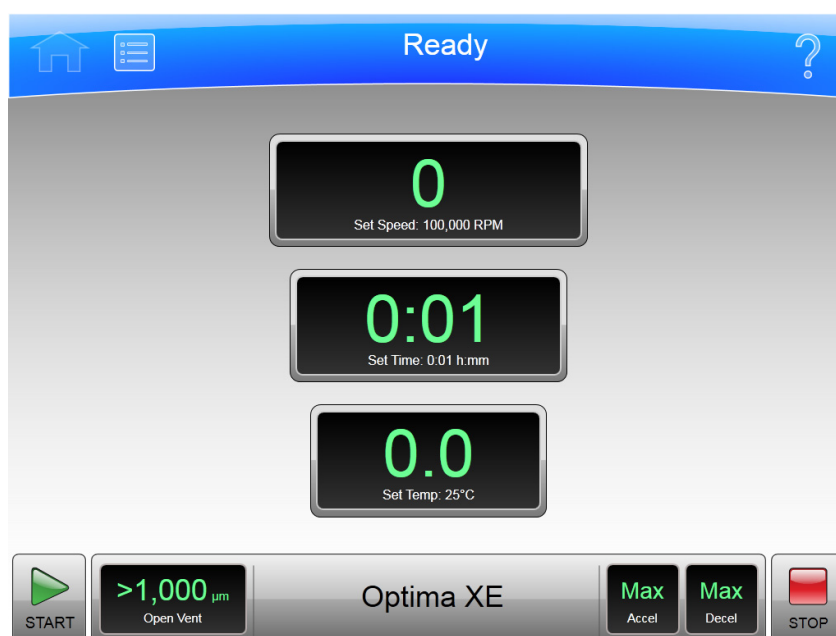 Ready
?
0
Set Speed: 100,000 RPM
0:01
Set Time: 0:01 h:mm
0.0
Set Temp: 25°C
START
>1,000 µm
Open Vent
Optima XE
Max
Accel
Max
Decel
STOP